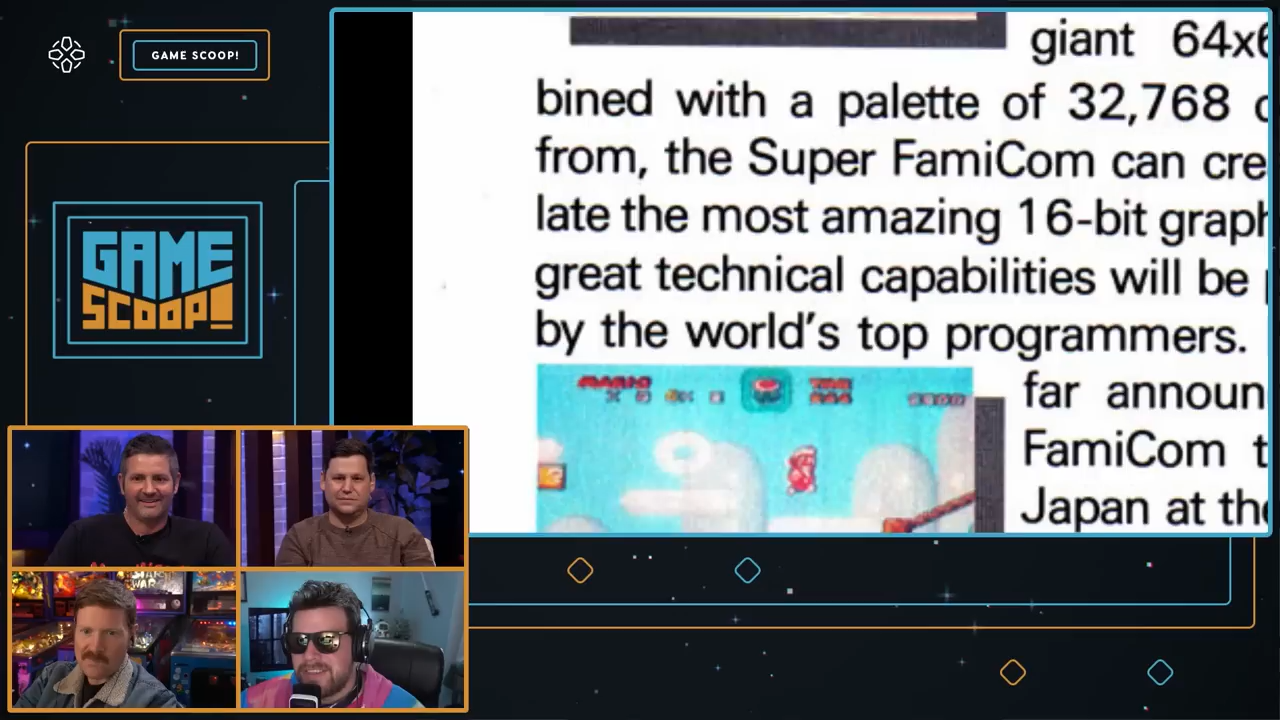 GAME SCOOP!
GAME
SCOOP!
giant 64x6
bined with a palette of 32,768
from, the Super FamiCom can cre
late the most amazing 16-bit graph
great technical capabilities will be
by the world's top programmers.
MARIO
TIME
far announ
FamiCom t
Japan at the